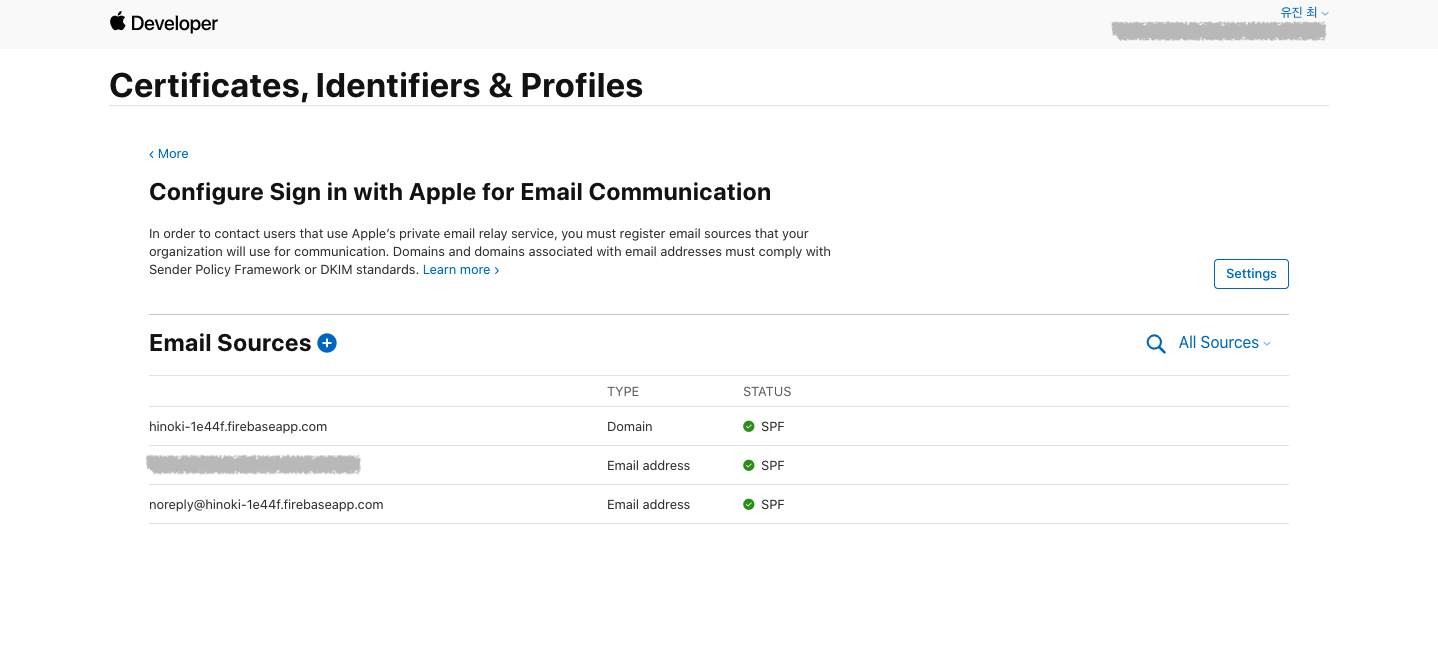 Developer
유진 최
Certificates, Identifiers & Profiles
‹ More
Configure Sign in with Apple for Email Communication
In order to contact users that use Apple’s private email relay service, you must register email sources that your
organization will use for communication. Domains and domains associated with email addresses must comply with
Sender Policy Framework or DKIM standards. Learn more ›
Settings
Email Sources
All Sources
TYPE STATUS
hinoki-1e44f.firebaseapp.com Domain SPF
Email address SPF
noreply@hinoki-1e44f.firebaseapp.com Email address SPF